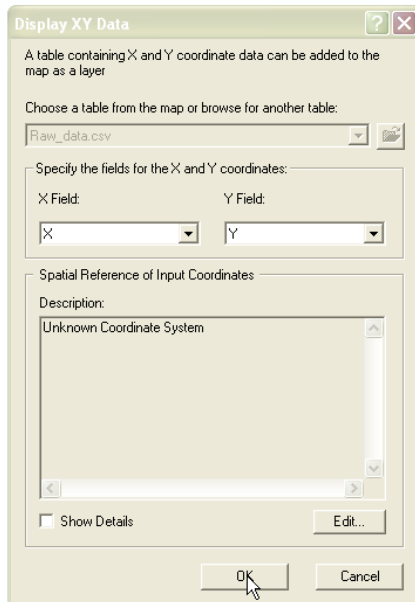 Display XY Data
A table containing X and Y coordinate data can be added to the
map as a layer
Choose a table from the map or browse for another table:
Raw_data.csv
Specify the fields for the X and Y coordinates:
X Field:
Y Field:
X
Y
Spatial Reference of Input Coordinates
Description:
Unknown Coordinate System
Show Details
Edit...
OK
Cancel